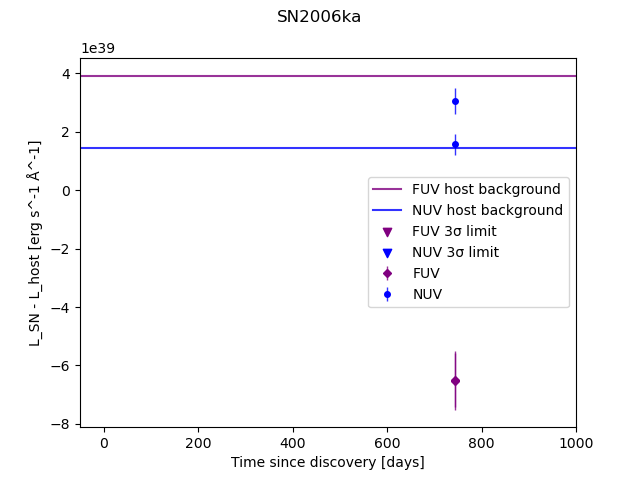 SN2006ka
1e39
4
2
0
−2
−4
−6
−8
L_SN - L_host [erg s^-1 Å^-1]
FUV host background
NUV host background
FUV 3σ limit
NUV 3σ limit
FUV
NUV
0 200 400 600 800 1000
Time since discovery [days]